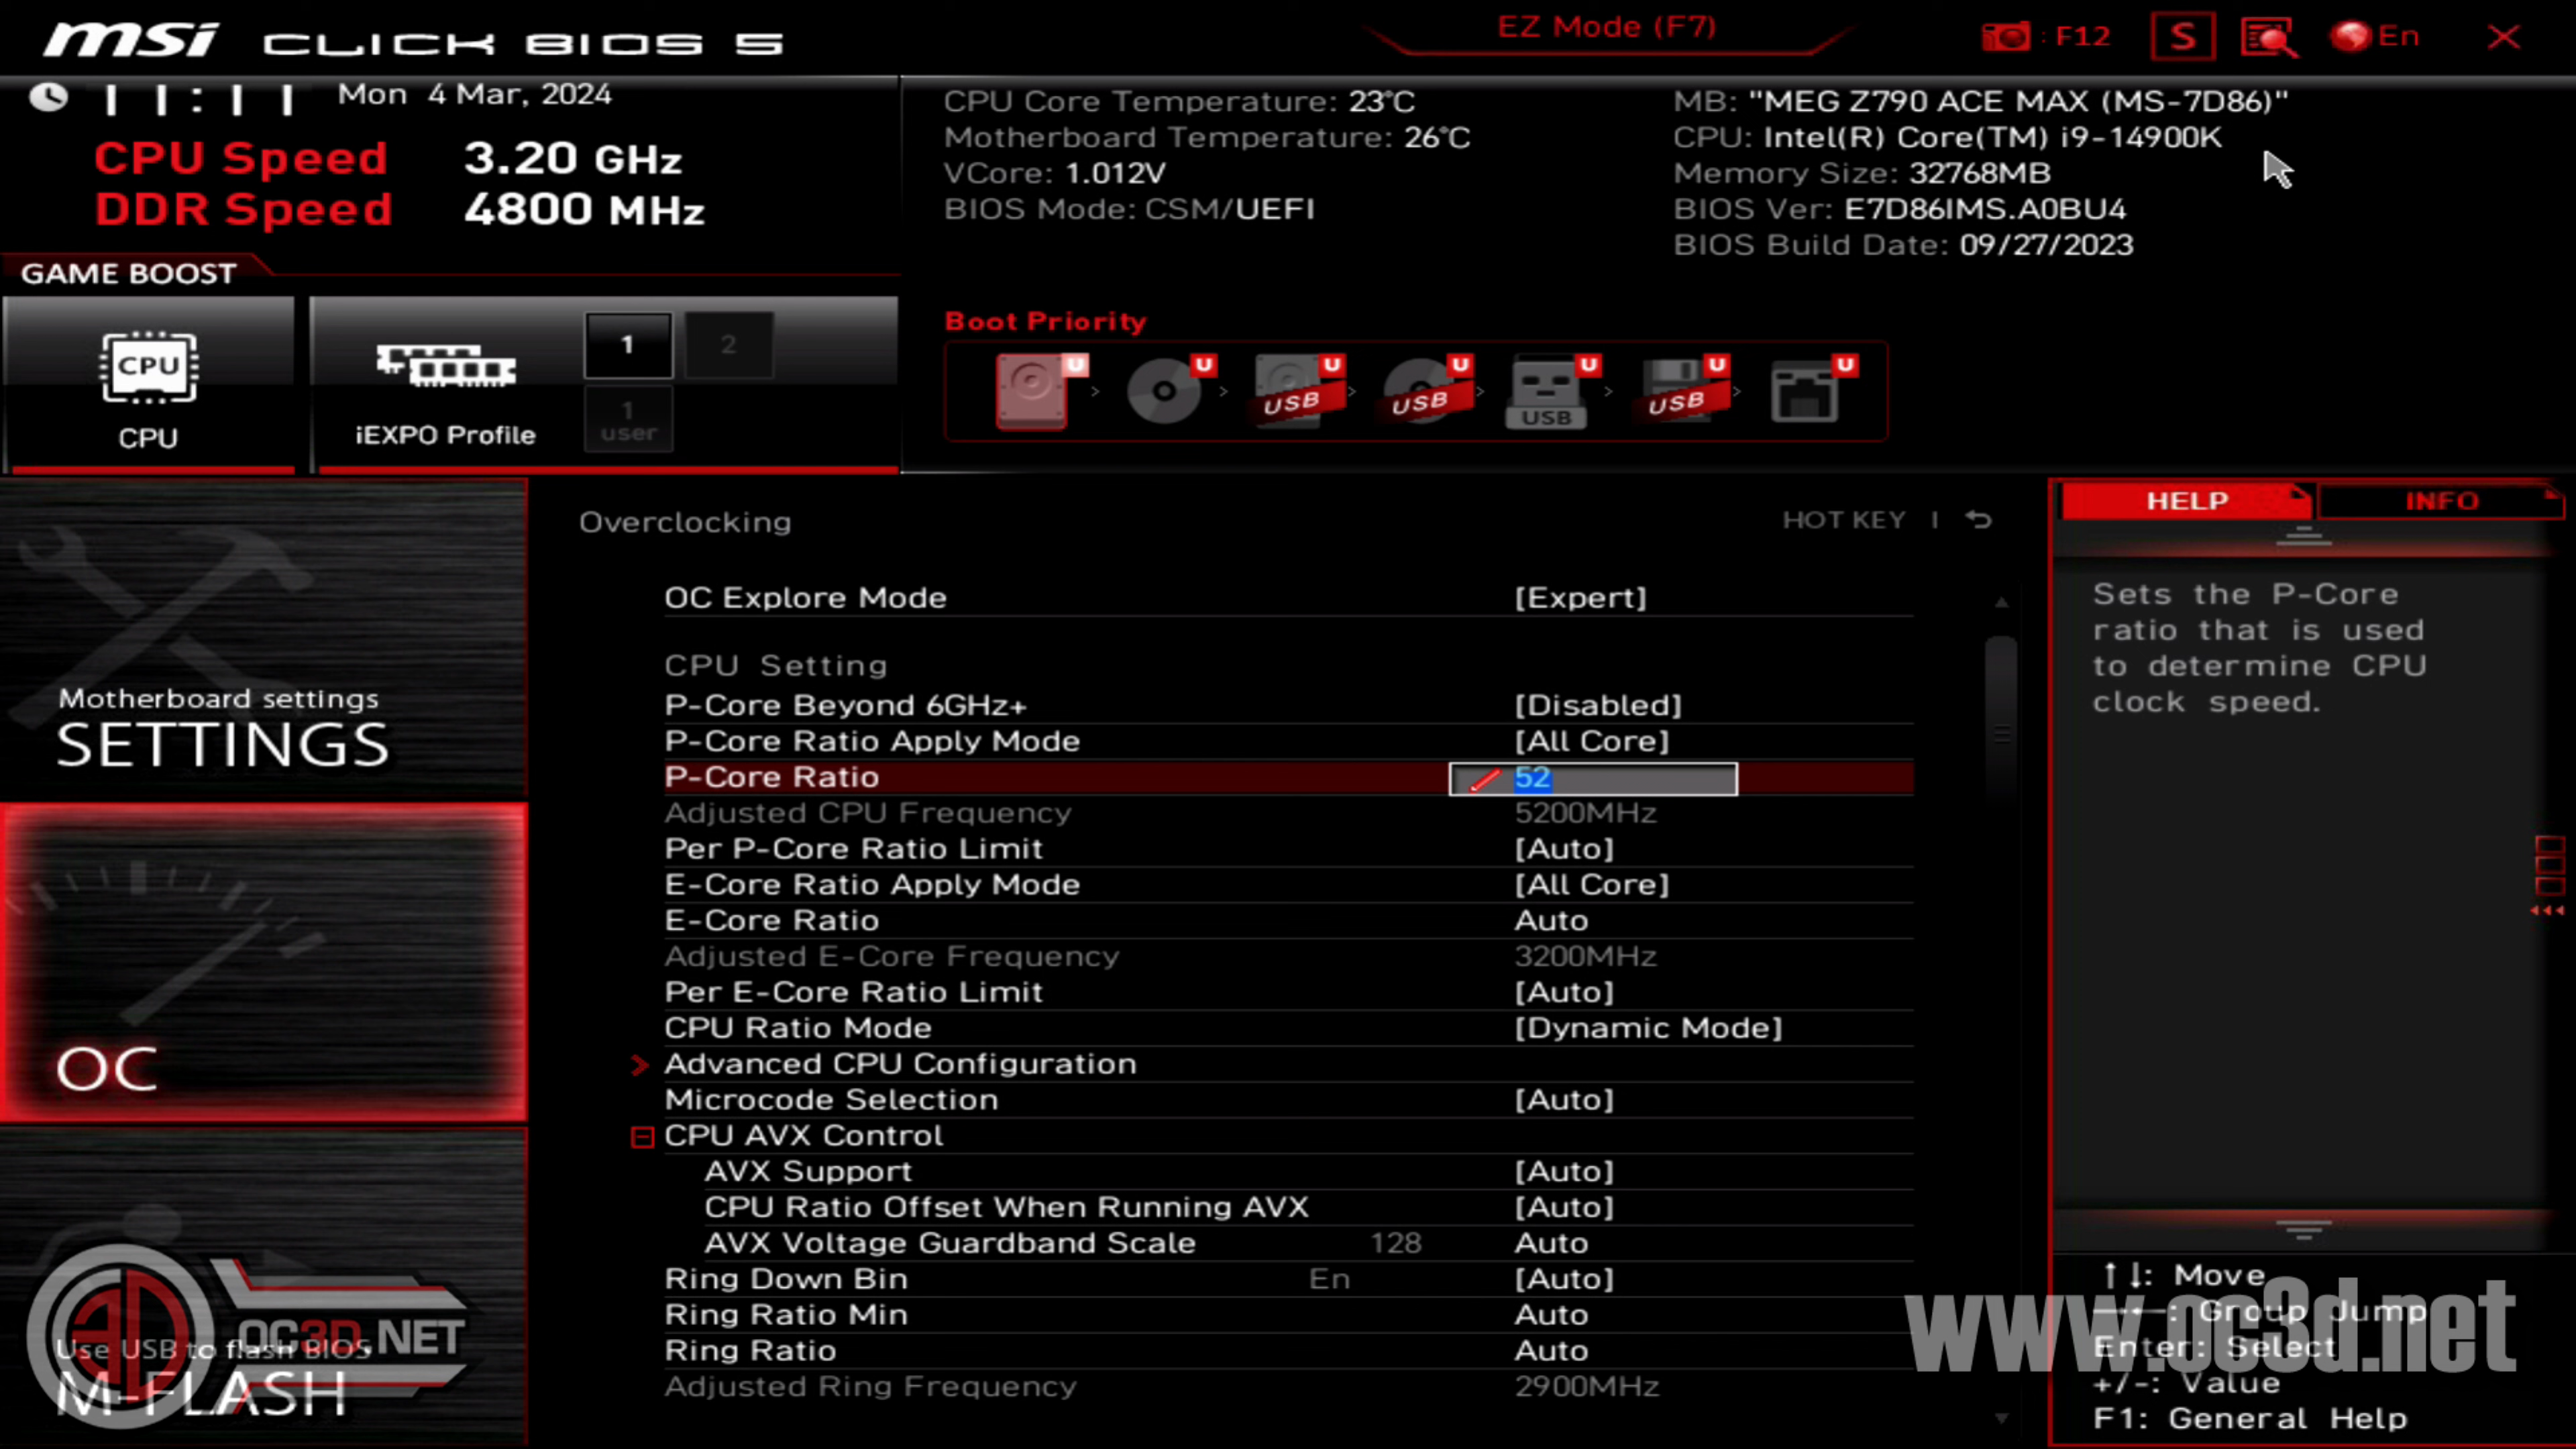 msi CLICK BIOS 5
EZ Mode (F7)
: F12
S
En
11:11 Mon 4 Mar, 2024
CPU Speed 3.20 GHz
DDR Speed 4800 MHz
CPU Core Temperature: 23°C
Motherboard Temperature: 26°C
VCore: 1.012V
BIOS Mode: CSM/UEFI
MB: "MEG Z790 ACE MAX (MS-7D86)"
CPU: Intel(R) Core(TM) i9-14900K
Memory Size: 32768MB
BIOS Ver: E7D86IMS.A0BU4
BIOS Build Date: 09/27/2023
GAME BOOST
CPU
CPU
iEXPO Profile
1 2
1
user
Boot Priority
U U U U U U U
USB USB USB USB
Motherboard settings
SETTINGS
OC
Use USB to flash BIOS
M-FLASH
OC3D.NET
Overclocking
HOT KEY |
OC Explore Mode [Expert]
CPU Setting
P-Core Beyond 6GHz+ [Disabled]
P-Core Ratio Apply Mode [All Core]
P-Core Ratio 52
Adjusted CPU Frequency 5200MHz
Per P-Core Ratio Limit [Auto]
E-Core Ratio Apply Mode [All Core]
E-Core Ratio Auto
Adjusted E-Core Frequency 3200MHz
Per E-Core Ratio Limit [Auto]
CPU Ratio Mode [Dynamic Mode]
Advanced CPU Configuration
Microcode Selection [Auto]
CPU AVX Control
AVX Support [Auto]
CPU Ratio Offset When Running AVX [Auto]
AVX Voltage Guardband Scale 128 Auto
Ring Down Bin En [Auto]
Ring Ratio Min Auto
Ring Ratio Auto
Adjusted Ring Frequency 2900MHz
HELP
INFO
Sets the P-Core
ratio that is used
to determine CPU
clock speed.
↑↓: Move
→←: Group Jump
Enter: Select
+/-: Value
F1: General Help
www.oc3d.net